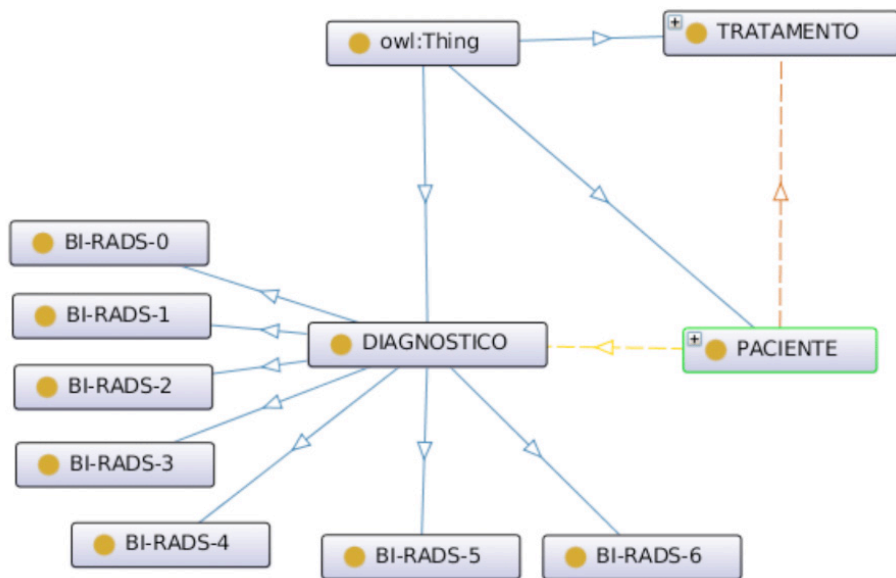 owl:Thing
TRATAMENTO
BI-RADS-0
BI-RADS-1
DIAGNOSTICO
PACIENTE
BI-RADS-2
BI-RADS-3
BI-RADS-4
BI-RADS-5
BI-RADS-6